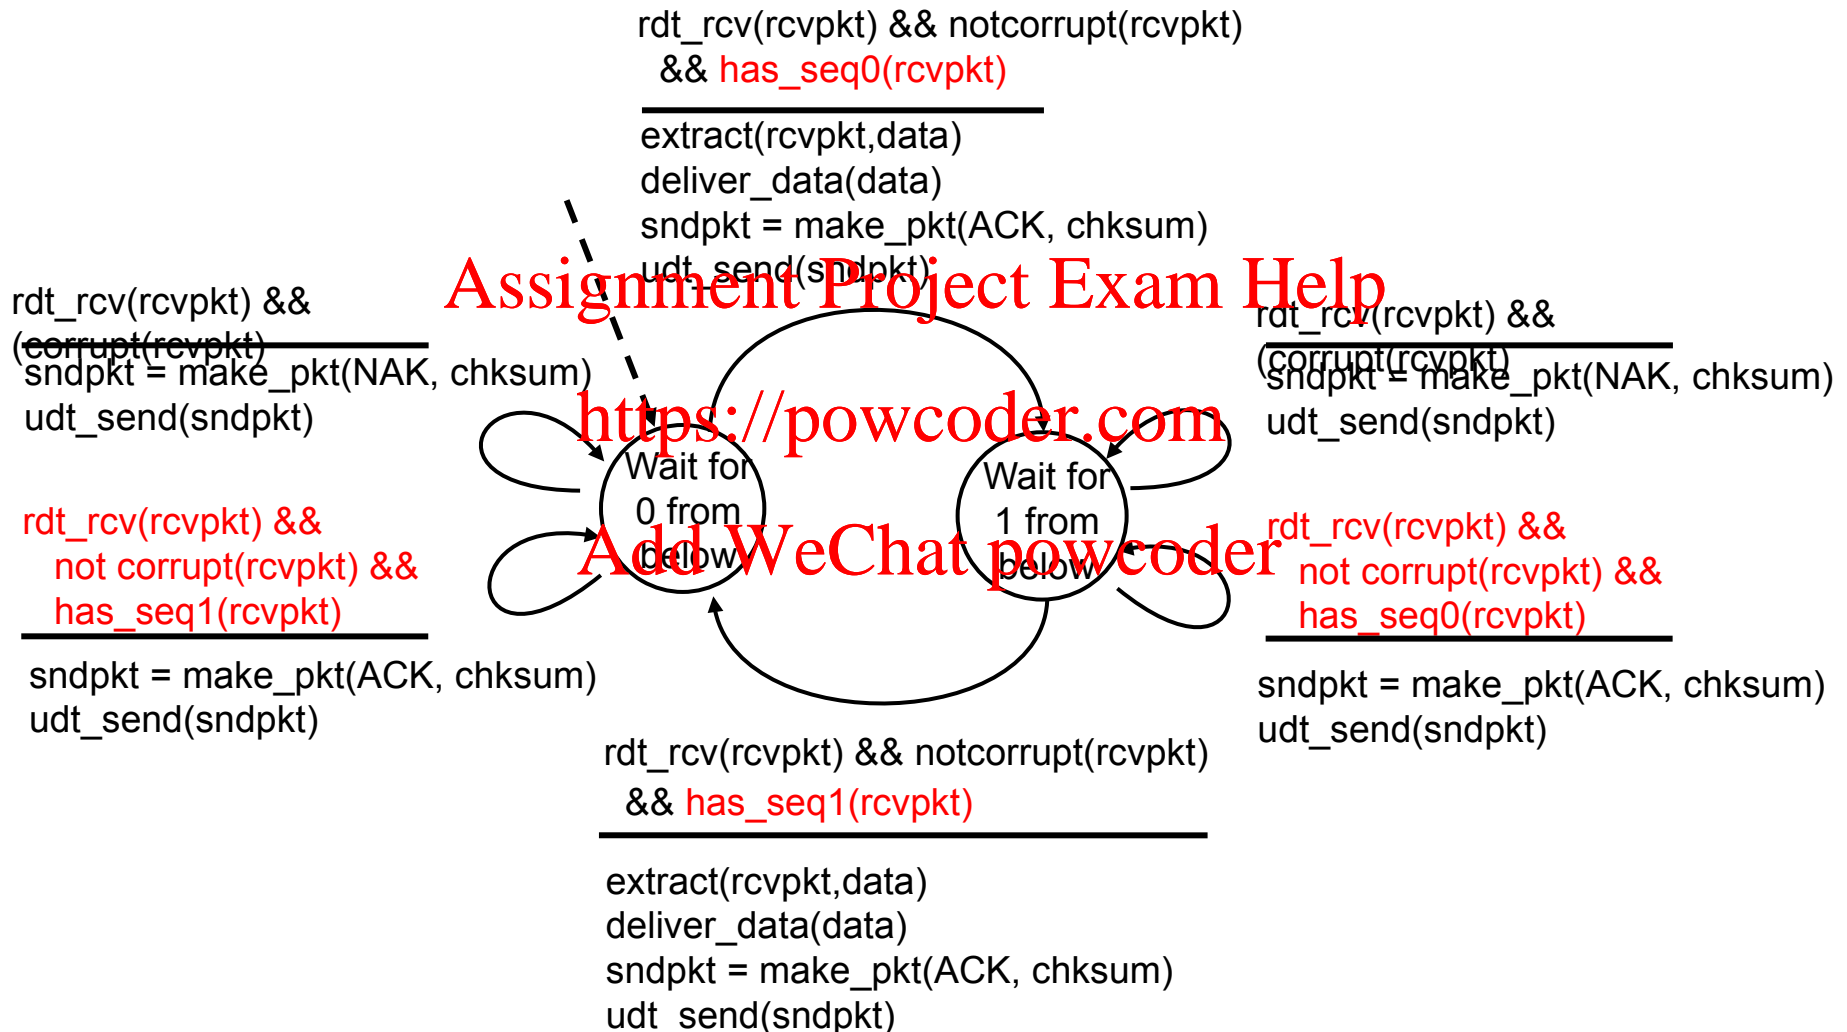 rdt_rcv(rcvpkt) && notcorrupt(rcvpkt)
&& has_seq0(rcvpkt)
extract(rcvpkt,data)
deliver_data(data)
sndpkt = make_pkt(ACK, chksum)
udt_send(sndpkt)
Assignment Project Exam Help
rdt_rcv(rcvpkt) &&
(corrupt(rcvpkt)
sndpkt = make_pkt(NAK, chksum)
udt_send(sndpkt)
rdt_rcv(rcvpkt) &&
(corrupt(rcvpkt)
sndpkt = make_pkt(NAK, chksum)
udt_send(sndpkt)
https://powcoder.com
Wait for
0 from
below
Wait for
1 from
below
Add WeChat powcoder
rdt_rcv(rcvpkt) &&
not corrupt(rcvpkt) &&
has_seq1(rcvpkt)
sndpkt = make_pkt(ACK, chksum)
udt_send(sndpkt)
rdt_rcv(rcvpkt) &&
not corrupt(rcvpkt) &&
has_seq0(rcvpkt)
sndpkt = make_pkt(ACK, chksum)
udt_send(sndpkt)
rdt_rcv(rcvpkt) && notcorrupt(rcvpkt)
&& has_seq1(rcvpkt)
extract(rcvpkt,data)
deliver_data(data)
sndpkt = make_pkt(ACK, chksum)
udt_send(sndpkt)